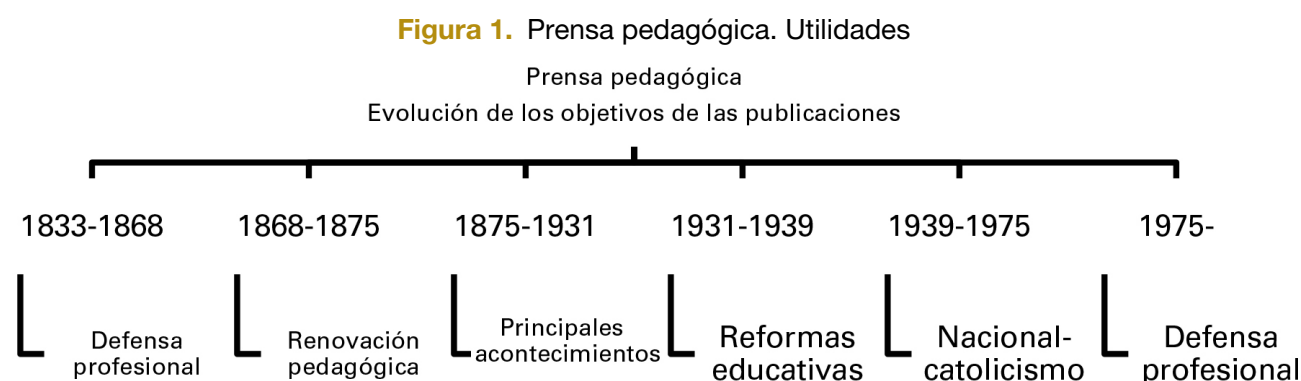 Figura 1. Prensa pedagógica. Utilidades
Prensa pedagógica
Evolución de los objetivos de las publicaciones
1833-1868
1868-1875
1875-1931
1931-1939
1939-1975
1975-
Defensa
profesional
Renovación
pedagógica
Principales
acontecimientos
Reformas
educativas
Nacional-
catolicismo
Defensa
profesional